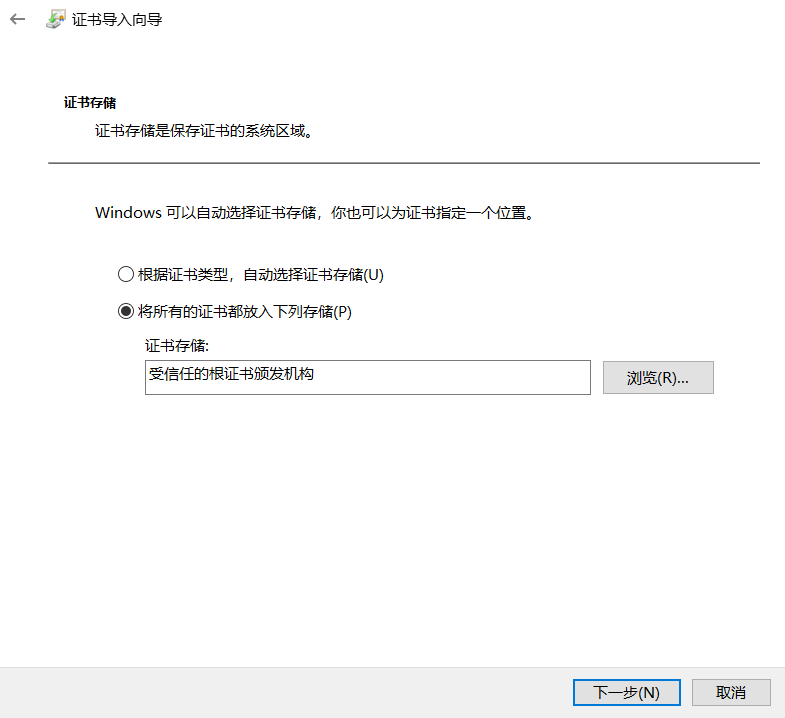 证书导入向导
证书存储
证书存储是保存证书的系统区域。
Windows 可以自动选择证书存储，你也可以为证书指定一个位置。
根据证书类型，自动选择证书存储(U)
将所有的证书都放入下列存储(P)
证书存储:
受信任的根证书颁发机构
浏览(R)...
下一步(N)
取消